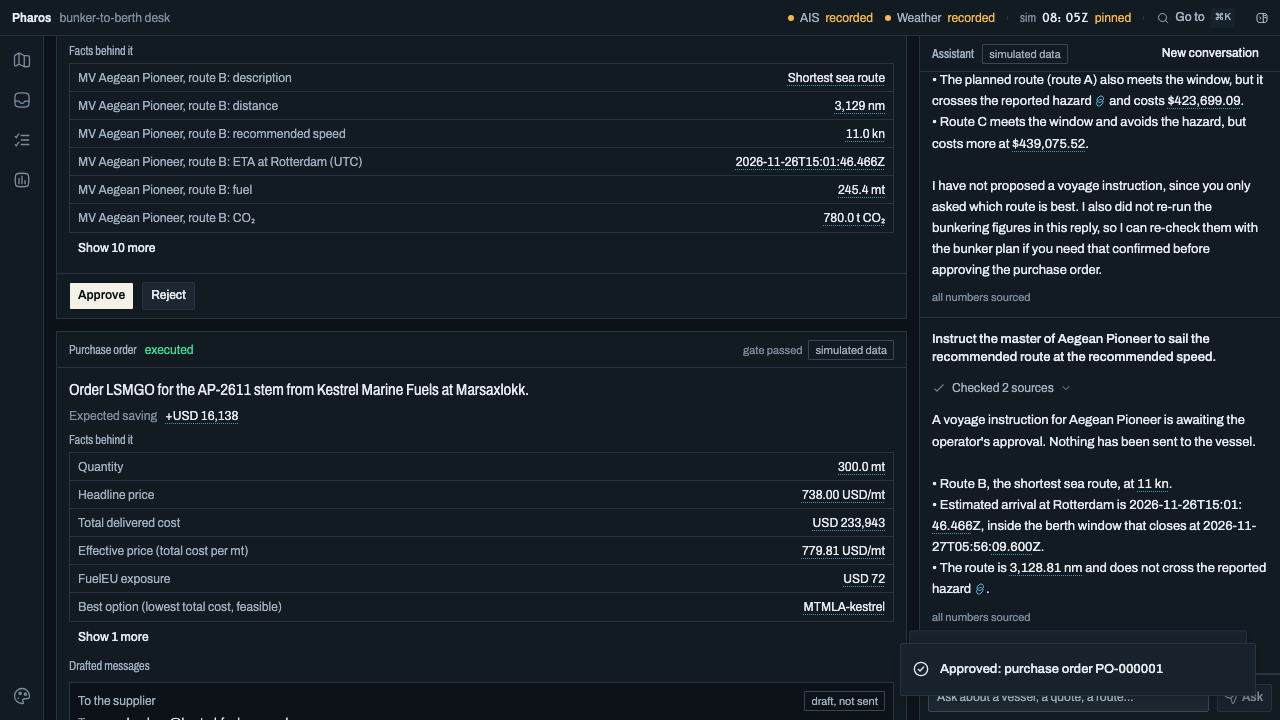 Pharos bunker-to-berth desk
AIS recorded Weather recorded sim 08:05Z pinned Go to ⌘K
Facts behind it
MV Aegean Pioneer, route B: description Shortest sea route
MV Aegean Pioneer, route B: distance 3,129 nm
MV Aegean Pioneer, route B: recommended speed 11.0 kn
MV Aegean Pioneer, route B: ETA at Rotterdam (UTC) 2026-11-26T15:01:46.466Z
MV Aegean Pioneer, route B: fuel 245.4 mt
MV Aegean Pioneer, route B: CO₂ 780.0 t CO₂
Show 10 more
Approve Reject
Purchase order executed gate passed simulated data
Order LSMGO for the AP-2611 stem from Kestrel Marine Fuels at Marsaxlokk.
Expected saving +USD 16,138
Facts behind it
Quantity 300.0 mt
Headline price 738.00 USD/mt
Total delivered cost USD 233,943
Effective price (total cost per mt) 779.81 USD/mt
FuelEU exposure USD 72
Best option (lowest total cost, feasible) MTMLA-kestrel
Show 1 more
Drafted messages
To the supplier draft, not sent
Assistant simulated data New conversation
• The planned route (route A) also meets the window, but it
crosses the reported hazard and costs $423,699.09.
• Route C meets the window and avoids the hazard, but
costs more at $439,075.52.
I have not proposed a voyage instruction, since you only
asked which route is best. I also did not re-run the
bunkering figures in this reply, so I can re-check them with
the bunker plan if you need that confirmed before
approving the purchase order.
all numbers sourced
Instruct the master of Aegean Pioneer to sail the
recommended route at the recommended speed.
Checked 2 sources
A voyage instruction for Aegean Pioneer is awaiting the
operator's approval. Nothing has been sent to the vessel.
• Route B, the shortest sea route, at 11 kn.
• Estimated arrival at Rotterdam is 2026-11-26T15:01:
46.466Z, inside the berth window that closes at 2026-11-
27T05:56:09.600Z.
• The route is 3,128.81 nm and does not cross the reported
hazard .
all numbers sourced
Approved: purchase order PO-000001
Ask about a vessel, a quote, a route... Ask